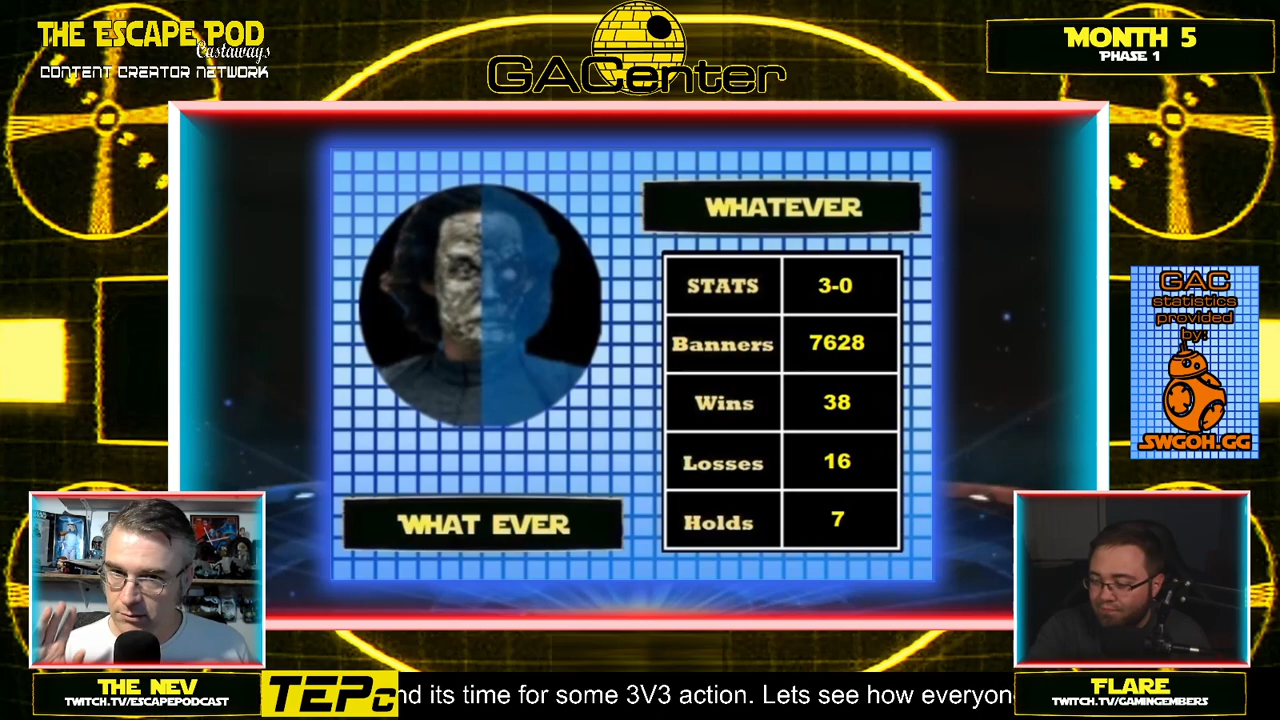 THE ESCAPE POD
Castaways
CONTENT CREATOR NETWORK
GACenter
MONTH 5
PHASE 1
WHATEVER
STATS 3-0
Banners 7628
Wins 38
Losses 16
Holds 7
WHAT EVER
GAC
statistics
provided
by:
SWGOH.GG
THE NEV
TWITCH.TV/ESCAPEPODCAST
TEPc
nd its time for some 3V3 action. Lets see how everyon
FLARE
TWITCH.TV/GAMINGEMBERS